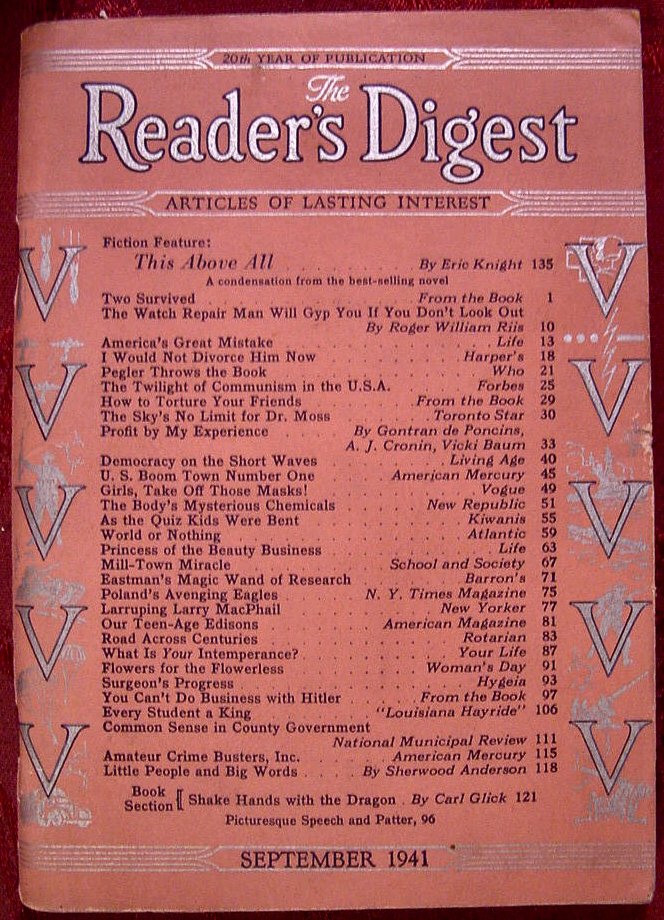 20th YEAR OF PUBLICATION
The
Reader's Digest
ARTICLES OF LASTING INTEREST
Fiction Feature:
This Above All . . . . . . . . . By Eric Knight 135
A condensation from the best-selling novel
Two Survived . . . . . . . . . From the Book 1
The Watch Repair Man Will Gyp You If You Don't Look Out
By Roger William Riis 10
America's Great Mistake . . . . . . . . . Life 13
I Would Not Divorce Him Now . . . . . . . . . Harper's 18
Pegler Throws the Book . . . . . . . . . Who 21
The Twilight of Communism in the U.S.A. . . . . . . Forbes 25
How to Torture Your Friends . . . . . . From the Book 29
The Sky's No Limit for Dr. Moss . . . . . . Toronto Star 30
Profit by My Experience . . . . . By Gontran de Poncins,
A. J. Cronin, Vicki Baum 33
Democracy on the Short Waves . . . . . . . Living Age 40
U. S. Boom Town Number One . . . . . American Mercury 45
Girls, Take Off Those Masks! . . . . . . . . . Vogue 49
The Body's Mysterious Chemicals . . . . . . New Republic 51
As the Quiz Kids Were Bent . . . . . . . . . Kiwanis 55
World or Nothing . . . . . . . . . Atlantic 59
Princess of the Beauty Business . . . . . . . . . Life 63
Mill-Town Miracle . . . . . . . School and Society 67
Eastman's Magic Wand of Research . . . . . . . Barron's 71
Poland's Avenging Eagles . . . . . N. Y. Times Magazine 75
Larruping Larry MacPhail . . . . . . . . . New Yorker 77
Our Teen-Age Edisons . . . . . . . American Magazine 81
Road Across Centuries . . . . . . . . . Rotarian 83
What Is Your Intemperance? . . . . . . . . . Your Life 87
Flowers for the Flowerless . . . . . . . . . Woman's Day 91
Surgeon's Progress . . . . . . . . . Hygeia 93
You Can't Do Business with Hitler . . . . . From the Book 97
Every Student a King . . . . . . . "Louisiana Hayride" 106
Common Sense in County Government
National Municipal Review 111
Amateur Crime Busters, Inc. . . . . . . American Mercury 115
Little People and Big Words . . . . By Sherwood Anderson 118
Book Section [ Shake Hands with the Dragon . By Carl Glick 121
Picturesque Speech and Patter, 96
V V
V V
V V
V V
V V
SEPTEMBER 1941